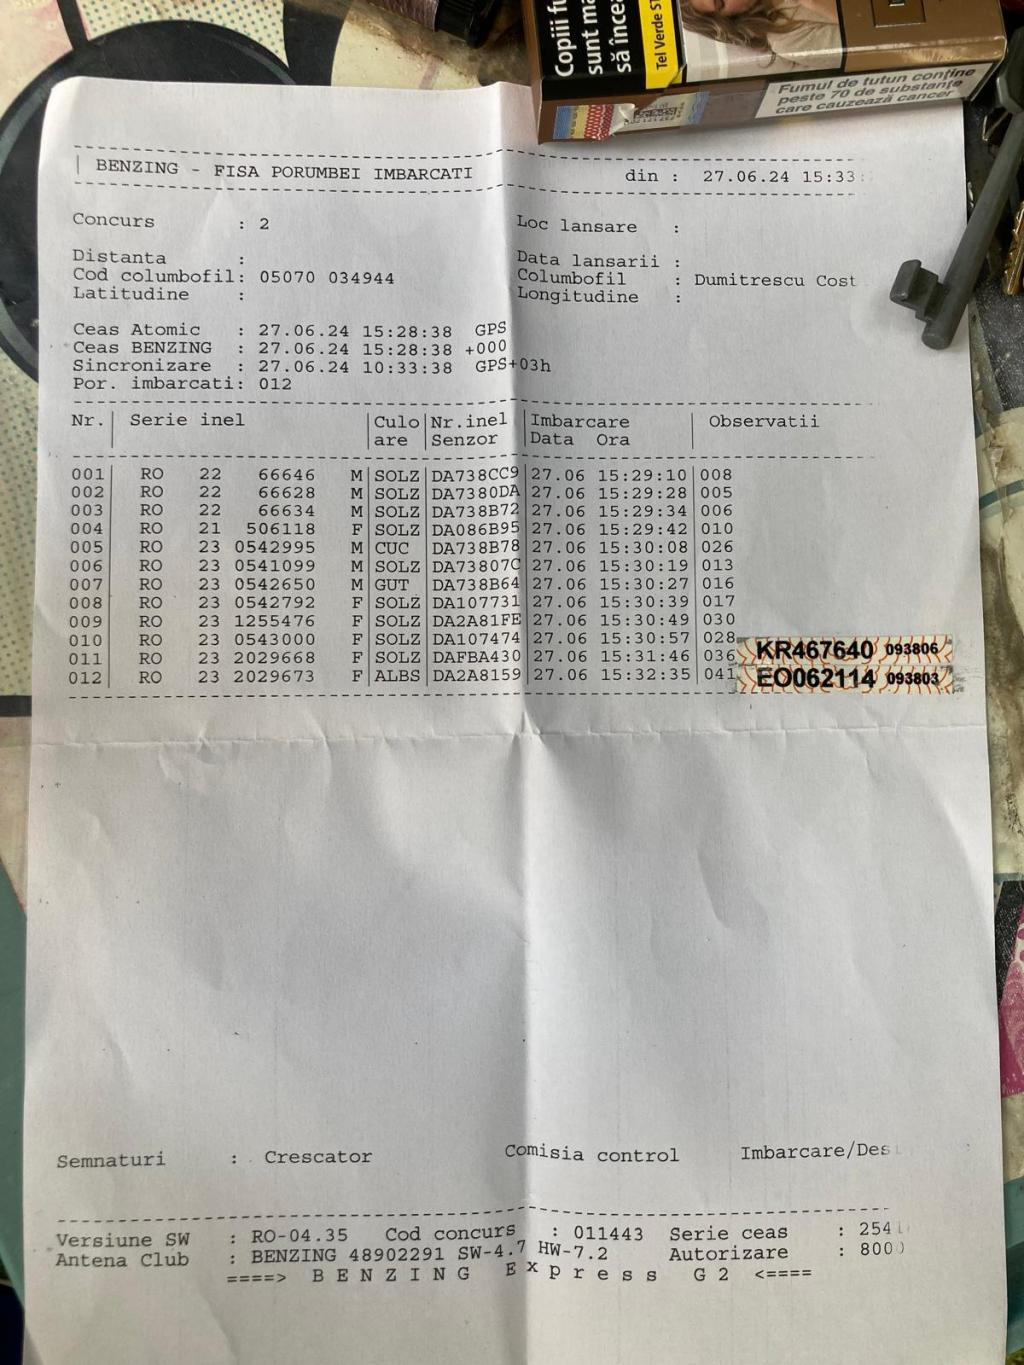 Copiii fu
sunt ma
să încea
Tel Verde
Fumul de tutun conține
peste 70 de substanțe
care cauzează cancer
BENZING - FISA PORUMBEI IMBARCATI din : 27.06.24 15:33:
Concurs : 2 Loc lansare :
Distanta : Data lansarii :
Cod columbofil: 05070 034944 Columbofil : Dumitrescu Cost
Latitudine : Longitudine :
Ceas Atomic : 27.06.24 15:28:38 GPS
Ceas BENZING : 27.06.24 15:28:38 +000
Sincronizare : 27.06.24 10:33:38 GPS+03h
Por. imbarcati: 012
Nr. Serie inel Culo Nr.inel Imbarcare Observatii
are Senzor Data Ora
001 RO 22 66646 M SOLZ DA738CC9 27.06 15:29:10 008
002 RO 22 66628 M SOLZ DA7380DA 27.06 15:29:28 005
003 RO 22 66634 M SOLZ DA738B72 27.06 15:29:34 006
004 RO 21 506118 F SOLZ DA086B95 27.06 15:29:42 010
005 RO 23 0542995 M CUC DA738B78 27.06 15:30:08 026
006 RO 23 0541099 M SOLZ DA73807C 27.06 15:30:19 013
007 RO 23 0542650 M GUT DA738B64 27.06 15:30:27 016
008 RO 23 0542792 F SOLZ DA107731 27.06 15:30:39 017
009 RO 23 1255476 F SOLZ DA2A81FE 27.06 15:30:49 030
010 RO 23 0543000 F SOLZ DA107474 27.06 15:30:57 028
011 RO 23 2029668 F SOLZ DAFBA430 27.06 15:31:46 036
012 RO 23 2029673 F ALBS DA2A8159 27.06 15:32:35 041
KR467640 093806
EO062114 093803
Semnaturi : Crescator Comisia control Imbarcare/Des
Versiune SW : RO-04.35 Cod concurs : 011443 Serie ceas : 254
Antena Club : BENZING 48902291 SW-4.7 HW-7.2 Autorizare : 800
====> B E N Z I N G E x p r e s s G 2 <====